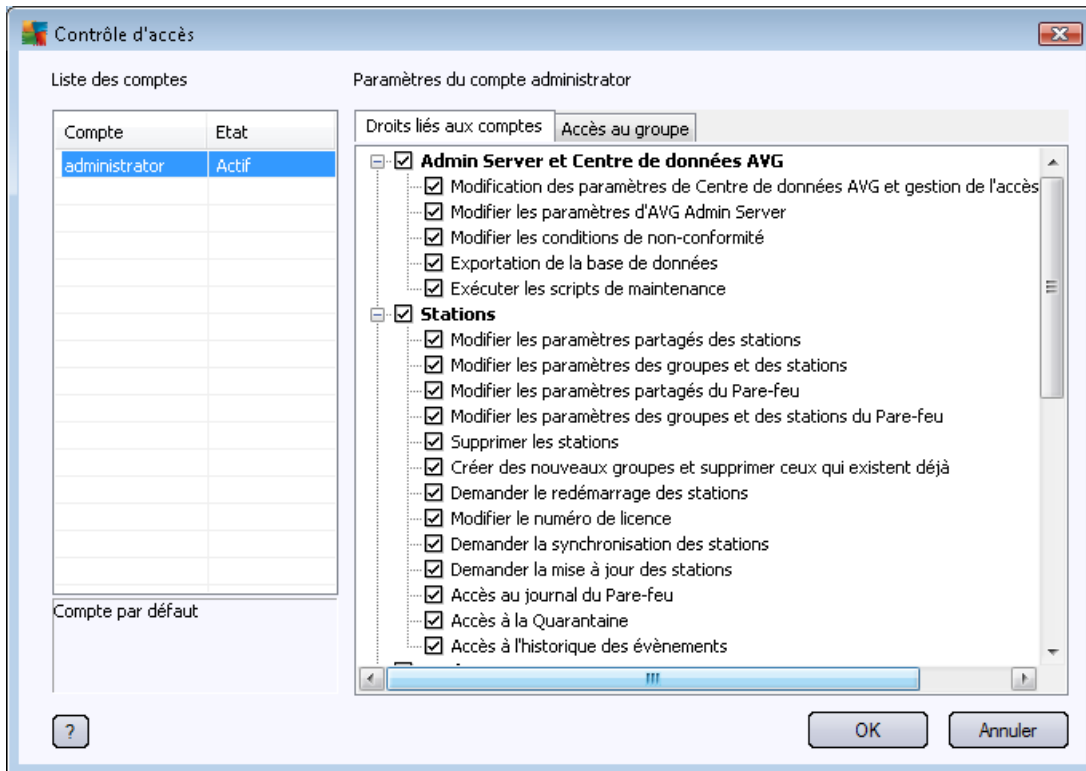 Contrôle d'accès
Liste des comptes
Compte Etat
administrator Actif
Compte par défaut
Paramètres du compte administrator
Droits liés aux comptes Accès au groupe
Admin Server et Centre de données AVG
Modification des paramètres de Centre de données AVG et gestion de l'accès
Modifier les paramètres d'AVG Admin Server
Modifier les conditions de non-conformité
Exportation de la base de données
Exécuter les scripts de maintenance
Stations
Modifier les paramètres partagés des stations
Modifier les paramètres des groupes et des stations
Modifier les paramètres partagés du Pare-feu
Modifier les paramètres des groupes et des stations du Pare-feu
Supprimer les stations
Créer des nouveaux groupes et supprimer ceux qui existent déjà
Demander le redémarrage des stations
Modifier le numéro de licence
Demander la synchronisation des stations
Demander la mise à jour des stations
Accès au journal du Pare-feu
Accès à la Quarantaine
Accès à l'historique des évènements
?
OK Annuler